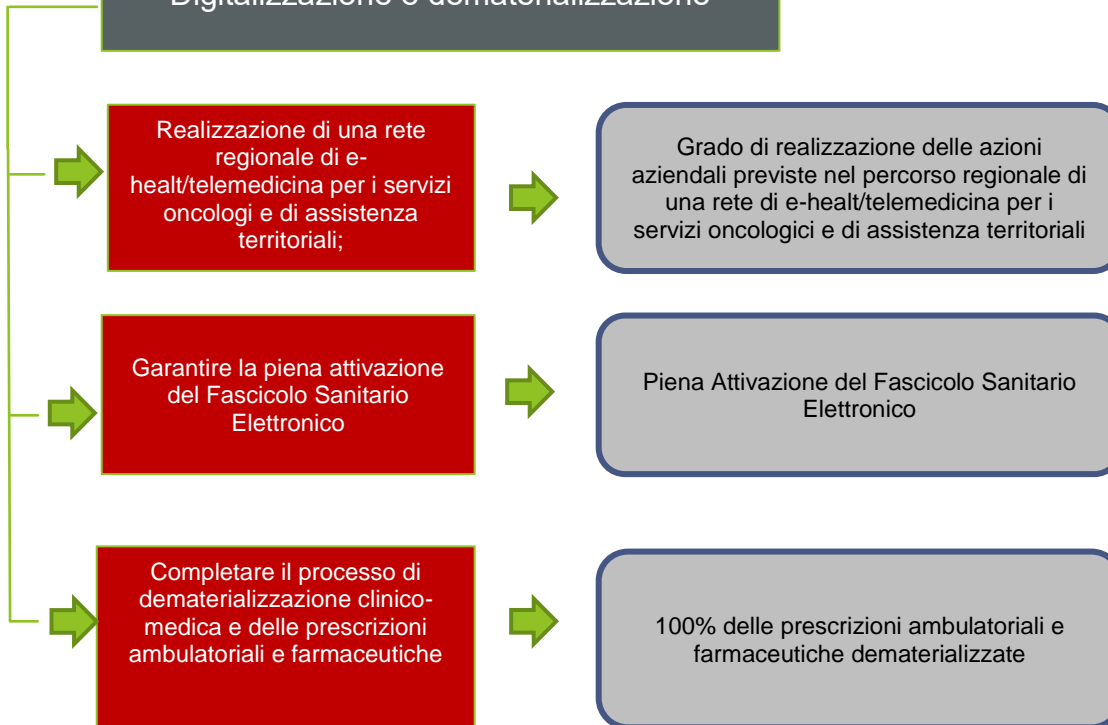 Digitalizzazione e dematerializzazione
Realizzazione di una rete
regionale di e-
healt/telemedicina per i servizi
oncologi e di assistenza
territoriali;
Grado di realizzazione delle azioni
aziendali previste nel percorso regionale di
una rete di e-healt/telemedicina per i
servizi oncologici e di assistenza territoriali
Garantire la piena attivazione
del Fascicolo Sanitario
Elettronico
Piena Attivazione del Fascicolo Sanitario
Elettronico
Completare il processo di
dematerializzazione clinico-
medica e delle prescrizioni
ambulatoriali e farmaceutiche
100% delle prescrizioni ambulatoriali e
farmaceutiche dematerializzate